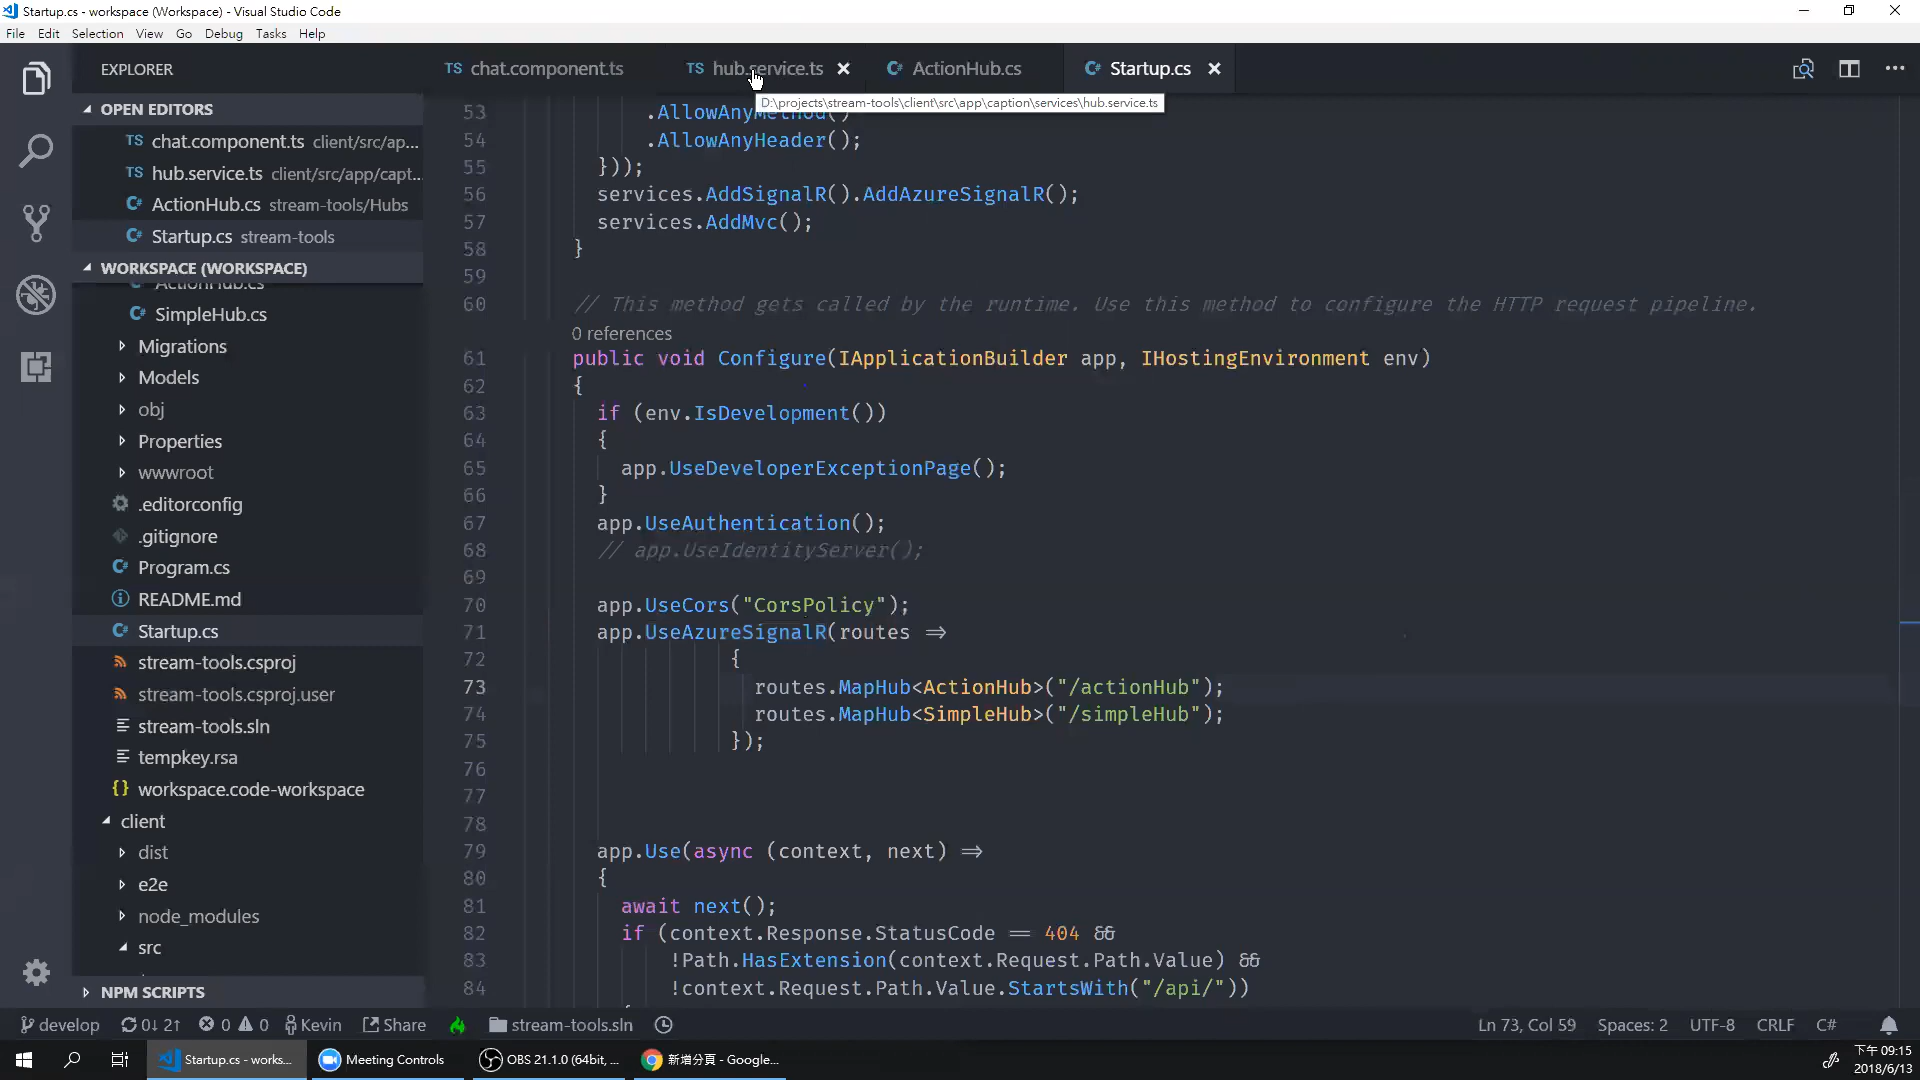 Startup.cs - workspace (Workspace) - Visual Studio Code
File Edit Selection View Go Debug Tasks Help
EXPLORER
TS chat.component.ts TS hub.service.ts C# ActionHub.cs C# Startup.cs
D:\projects\stream-tools\client\src\app\caption\services\hub.service.ts
OPEN EDITORS
TS chat.component.ts client/src/ap...
TS hub.service.ts client/src/app/capt...
C# ActionHub.cs stream-tools/Hubs
C# Startup.cs stream-tools
WORKSPACE (WORKSPACE)
ActionHub.cs
C# SimpleHub.cs
Migrations
Models
obj
Properties
wwwroot
.editorconfig
.gitignore
C# Program.cs
README.md
C# Startup.cs
stream-tools.csproj
stream-tools.csproj.user
stream-tools.sln
tempkey.rsa
{} workspace.code-workspace
client
dist
e2e
node_modules
src
NPM SCRIPTS
53 .AllowAnyMethod()
54 .AllowAnyHeader();
55 }));
56 services.AddSignalR().AddAzureSignalR();
57 services.AddMvc();
58 }
59
60 // This method gets called by the runtime. Use this method to configure the HTTP request pipeline.
0 references
61 public void Configure(IApplicationBuilder app, IHostingEnvironment env)
62 {
63 if (env.IsDevelopment())
64 {
65 app.UseDeveloperExceptionPage();
66 }
67 app.UseAuthentication();
68 // app.UseIdentityServer();
69
70 app.UseCors("CorsPolicy");
71 app.UseAzureSignalR(routes =>
72 {
73 routes.MapHub<ActionHub>("/actionHub");
74 routes.MapHub<SimpleHub>("/simpleHub");
75 });
76
77
78
79 app.Use(async (context, next) =>
80 {
81 await next();
82 if (context.Response.StatusCode == 404 &&
83 !Path.HasExtension(context.Request.Path.Value) &&
84 !context.Request.Path.Value.StartsWith("/api/"))
develop 0↓ 2↑ 0 0 Kevin Share stream-tools.sln Ln 73, Col 59 Spaces: 2 UTF-8 CRLF C#
Startup.cs - works... Meeting Controls OBS 21.1.0 (64bit, ... 新增分頁 - Google... 下午 09:15
2018/6/13